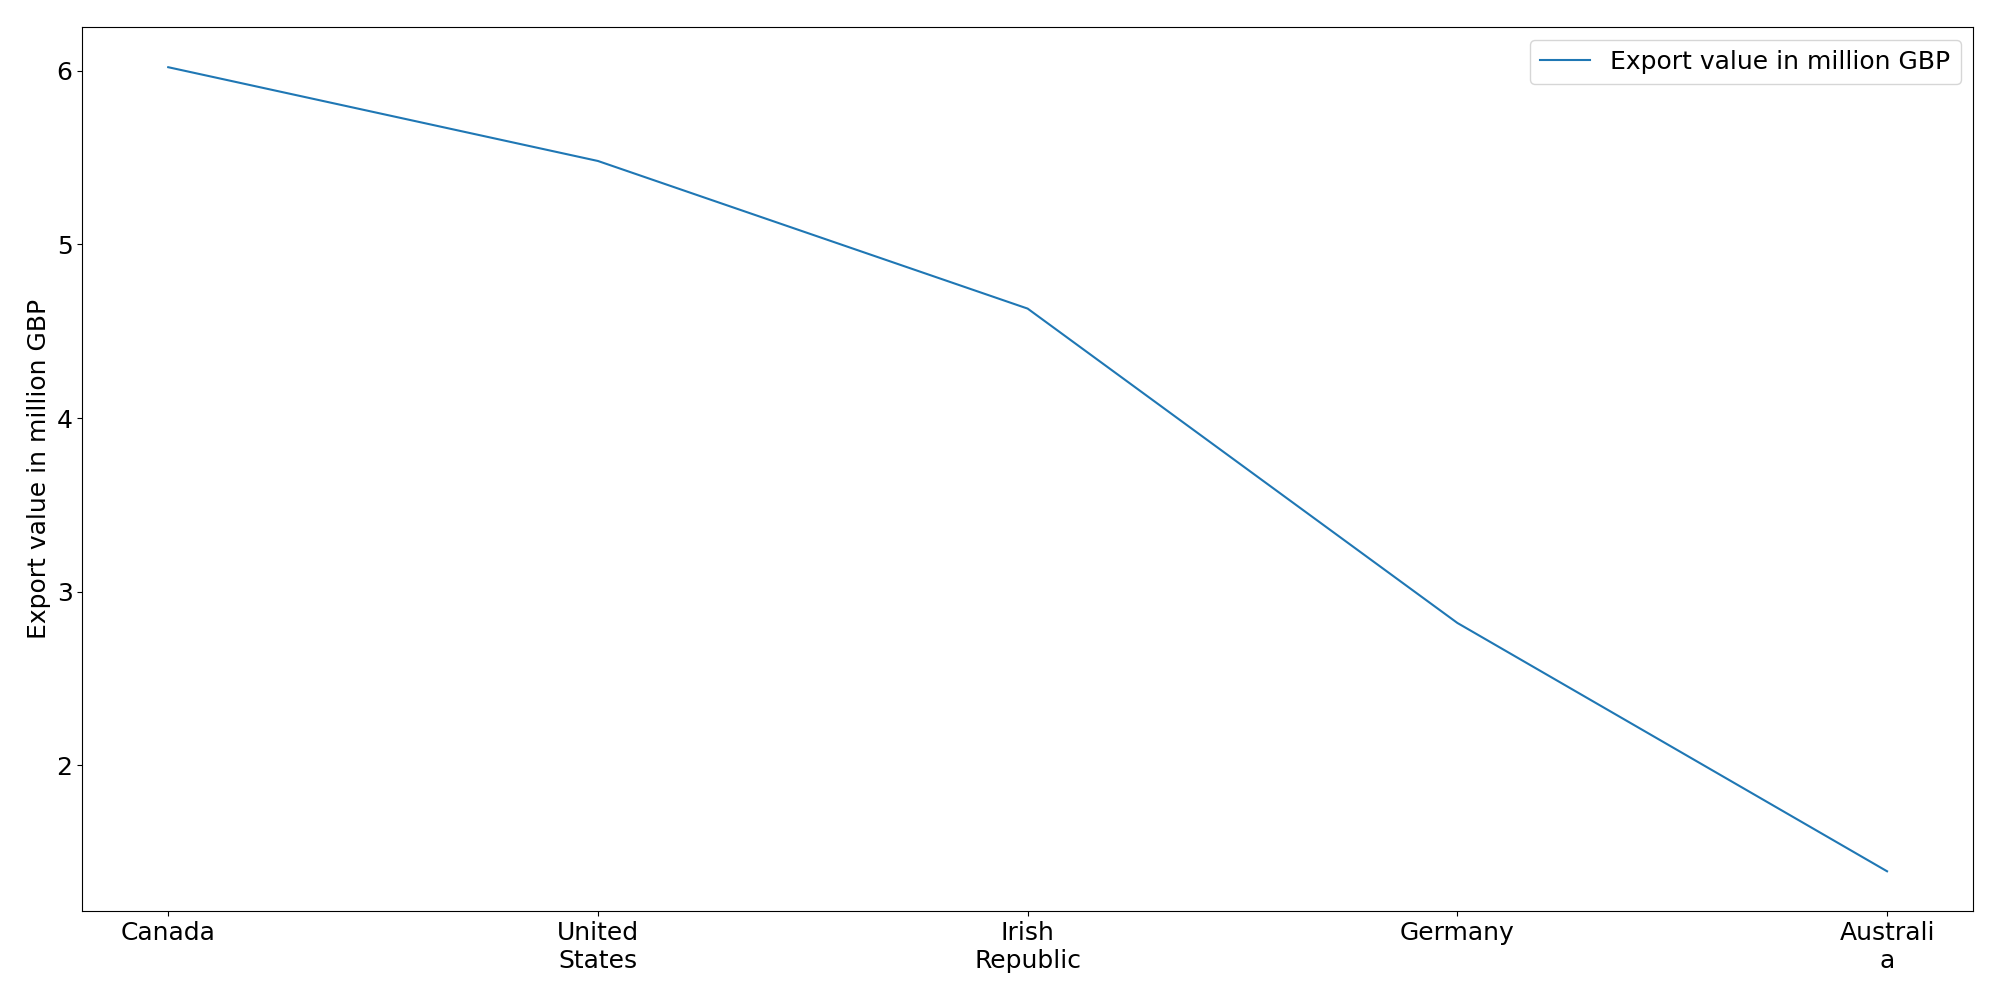 Export value in million GBP
Export value in million GBP
6
5
4
3
2
Canada
United
States
Irish
Republic
Germany
Australi
a